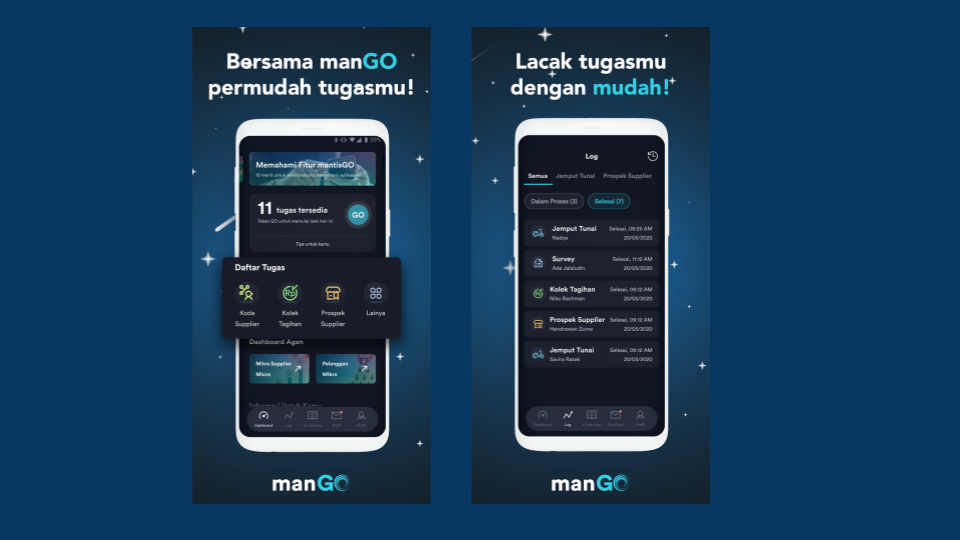 Bersama manGO
permudah tugasmu!
59%
Memahami Fitur mantisGO
11 tugas tersedia
Tekan GO untuk memulai task hari ini
GO
Tips untuk kamu
Daftar Tugas
Kode
Supplier
Kolek
Tagihan
Prospek
Supplier
Lainya
Dashboard Agen
Mitra Supplier
Micro
Pelanggan
Mikro
Informasi Untuk Kamu
Dashboard
Log
E-Learning
Profil
manGO
Lacak tugasmu
dengan mudah!
Log
Semua
Jemput Tunai
Prospek Supplier
Dalam Proses (3)
Selesai (7)
Jemput Tunai
Selesai, 08:25 AM
Nadya
20/05/2020
Survey
Selesai, 11:12 AM
Ade Jalaludin
20/05/2020
Kolek Tagihan
Selesai, 09:12 AM
Niko Rachman
20/05/2020
Prospek Supplier
Selesai, 09:12 AM
Hendrawan Zuma
20/05/2020
Jemput Tunai
Selesai, 09:12 AM
Savira Razak
20/05/2020
Dashboard
Log
E-Learning
Profil
manGO